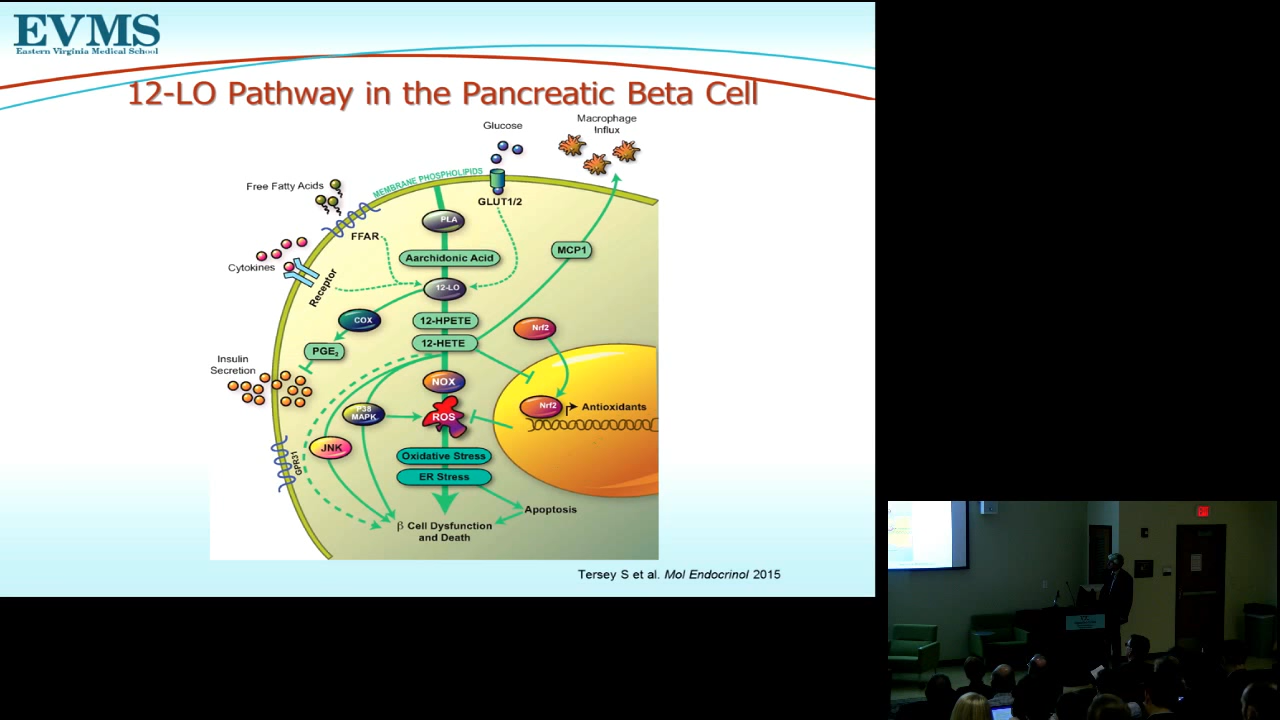 EVMS
Eastern Virginia Medical School
12-LO Pathway in the Pancreatic Beta Cell
Glucose
Macrophage
Influx
Free Fatty Acids
MEMBRANE PHOSPHOLIPIDS
GLUT1/2
PLA
FFAR
MCP1
Aarchidonic Acid
Cytokines
Receptor
12-LO
COX
12-HPETE
Nrf2
12-HETE
PGE₂
Insulin
Secretion
NOX
P38
MAPK
ROS
Nrf2
Antioxidants
JNK
GPR31
Oxidative Stress
ER Stress
Apoptosis
β Cell Dysfunction
and Death
Tersey S et al. Mol Endocrinol 2015